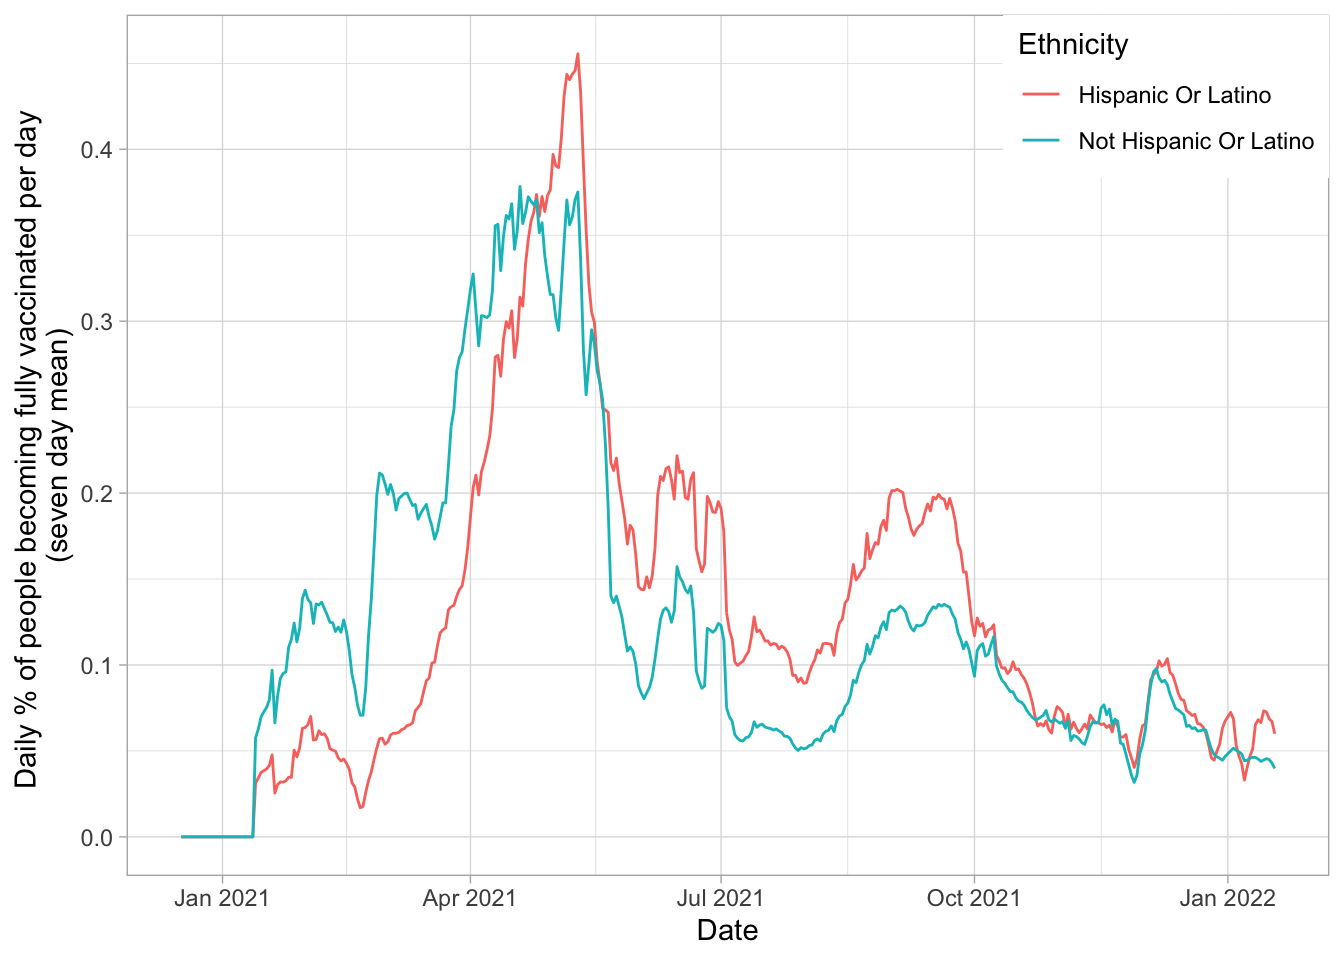 Ethnicity
Hispanic Or Latino
Not Hispanic Or Latino
Daily % of people becoming fully vaccinated per day
(seven day mean)
0.4
0.3
0.2
0.1
0.0
Jan 2021
Apr 2021
Jul 2021
Oct 2021
Jan 2022
Date